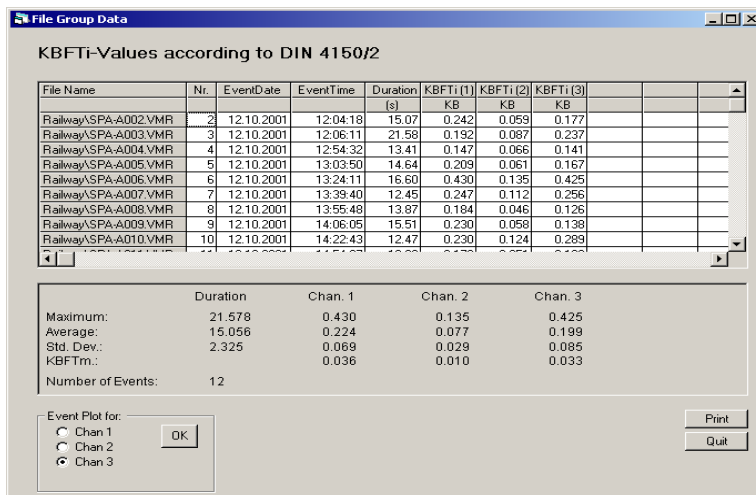 File Group Data
KBFTi-Values according to DIN 4150/2
File Name Nr. EventDate EventTime Duration KBFTi (1) KBFTi (2) KBFTi (3)
(s) KB KB KB
Railway\SPA-A002.VMR 2 12.10.2001 12:04:18 15.07 0.242 0.059 0.177
Railway\SPA-A003.VMR 3 12.10.2001 12:06:11 21.58 0.192 0.087 0.237
Railway\SPA-A004.VMR 4 12.10.2001 12:54:32 13.41 0.147 0.066 0.141
Railway\SPA-A005.VMR 5 12.10.2001 13:03:50 14.64 0.209 0.061 0.167
Railway\SPA-A006.VMR 6 12.10.2001 13:24:11 16.60 0.430 0.135 0.425
Railway\SPA-A007.VMR 7 12.10.2001 13:39:40 12.45 0.247 0.112 0.256
Railway\SPA-A008.VMR 8 12.10.2001 13:55:48 13.87 0.184 0.046 0.126
Railway\SPA-A009.VMR 9 12.10.2001 14:06:05 15.51 0.230 0.058 0.138
Railway\SPA-A010.VMR 10 12.10.2001 14:22:43 12.47 0.230 0.124 0.289
Duration Chan. 1 Chan. 2 Chan. 3
Maximum: 21.578 0.430 0.135 0.425
Average: 15.056 0.224 0.077 0.199
Std. Dev.: 2.325 0.069 0.029 0.085
KBFTm.: 0.036 0.010 0.033
Number of Events: 12
Event Plot for:
Chan 1
Chan 2
Chan 3
OK
Print
Quit